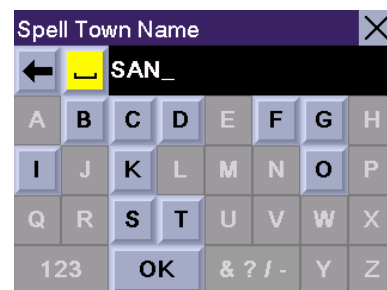 Spell Town Name X
SAN_
A B C D E F G H
I J K L M N O P
Q R S T U V W X
123 OK & ? / - Y Z